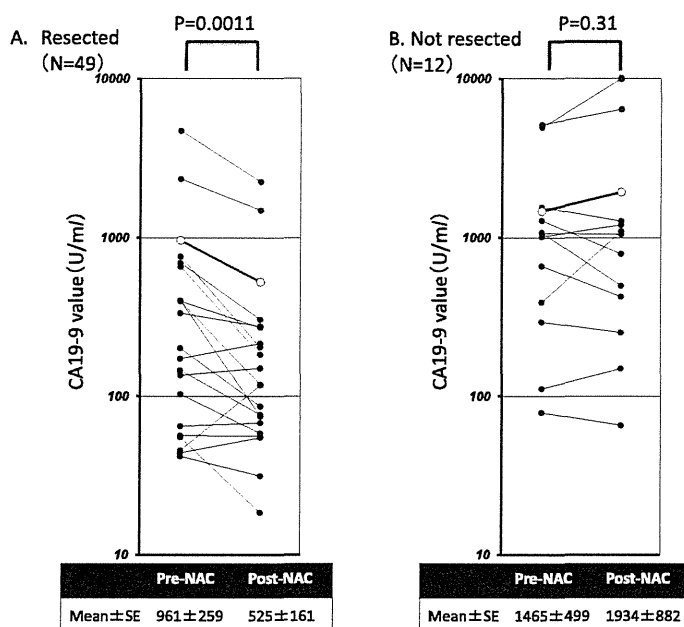 P=0.0011
A. Resected
(N=49)
10000
1000
100
10
CA19-9 value(U/ml)
Pre-NAC Post-NAC
Mean±SE 961±259 525±161
P=0.31
B. Not resected
(N=12)
10000
1000
100
10
CA19-9 value(U/ml)
Pre-NAC Post-NAC
Mean±SE 1465±499 1934±882